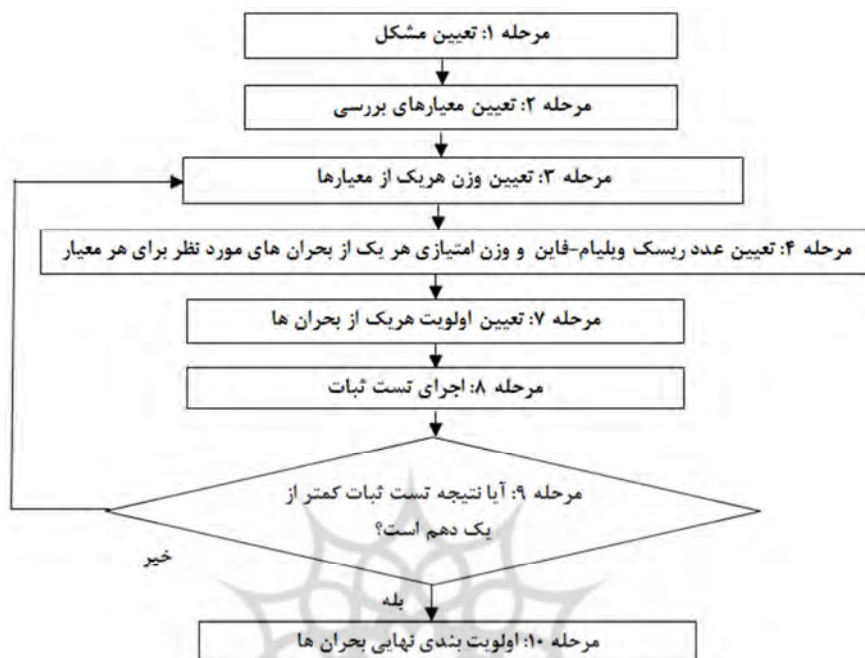 مرحله ۱: تعیین مشکل
مرحله ۲: تعیین معیارهای بررسی
مرحله ۳: تعیین وزن هریک از معیارها
مرحله ۴: تعیین عدد ریسک ویلیام-فاین و وزن امتیازی هر یک از بحران های مورد نظر برای هر معیار
مرحله ۷: تعیین اولویت هریک از بحران ها
مرحله ۸: اجرای تست ثبات
مرحله ۹: آیا نتیجه تست ثبات کمتر از
یک دهم است؟
خیر
بله
مرحله ۱۰: اولویت بندی نهایی بحران ها